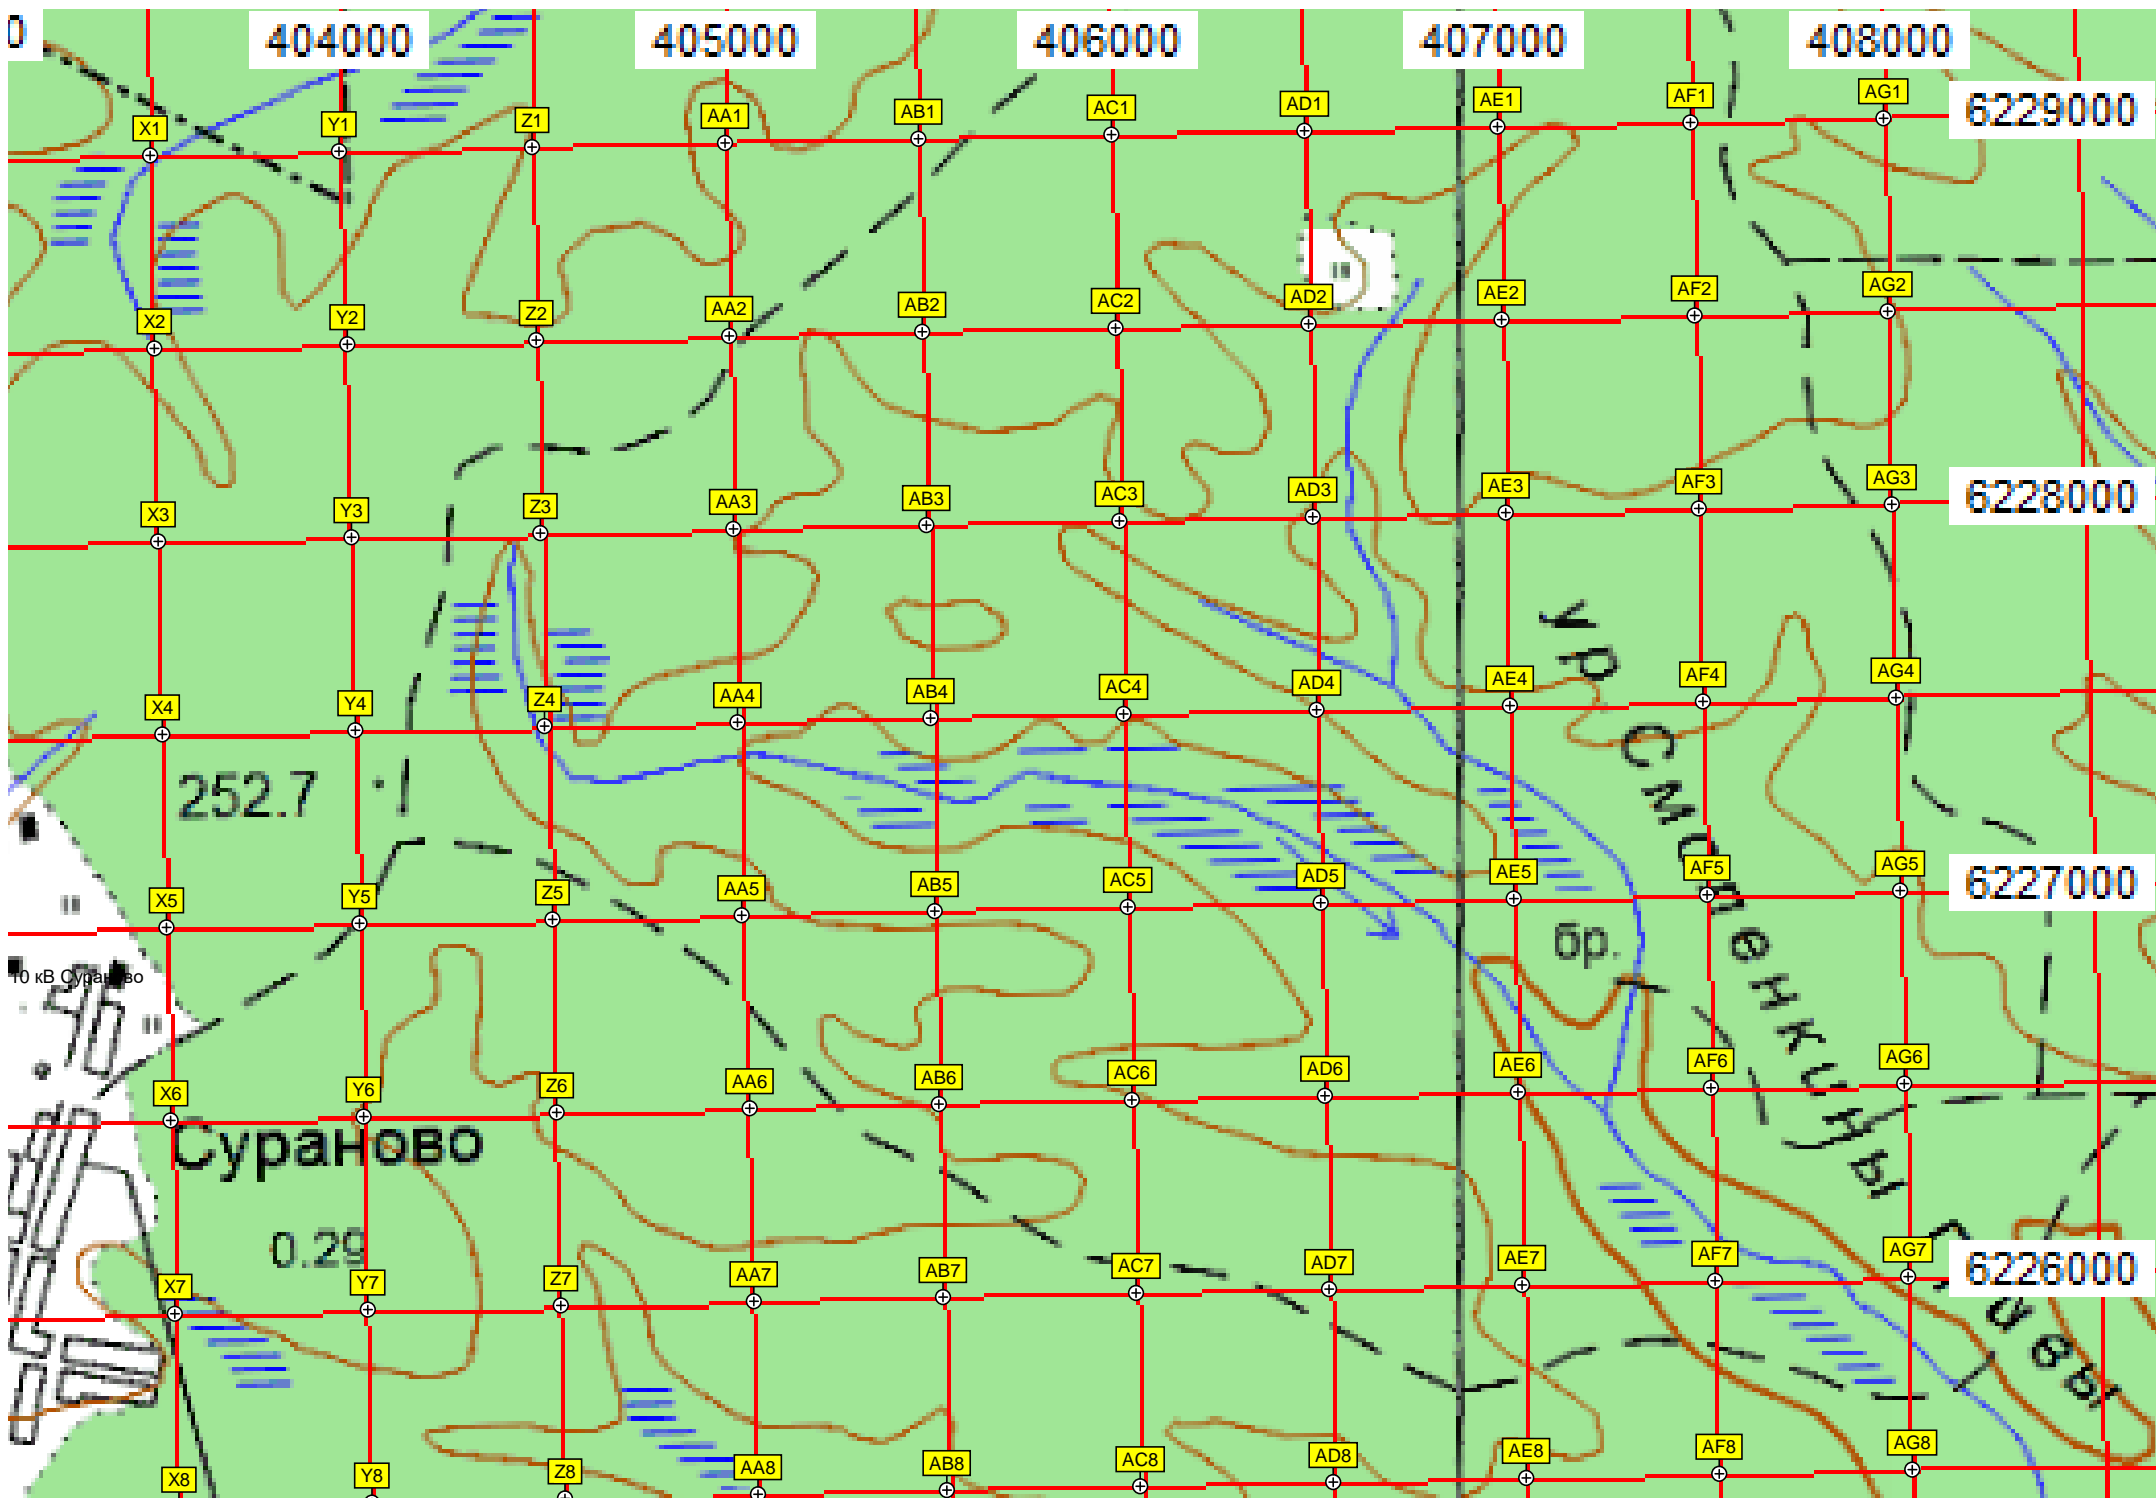 0 404000 405000 406000 407000 408000
X1 Y1 Z1 AA1 AB1 AC1 AD1 AE1 AF1 AG1 6229000
X2 Y2 Z2 AA2 AB2 AC2 AD2 AE2 AF2 AG2
X3 Y3 Z3 AA3 AB3 AC3 AD3 AE3 AF3 AG3 6228000
X4 Y4 Z4 AA4 AB4 AC4 AD4 AE4 AF4 AG4
252.7
X5 Y5 Z5 AA5 AB5 AC5 AD5 AE5 AF5 AG5 6227000
бр.
10 кВ Сураново
X6 Y6 Z6 AA6 AB6 AC6 AD6 AE6 AF6 AG6
Сураново
0.29
X7 Y7 Z7 AA7 AB7 AC7 AD7 AE7 AF7 AG7 6226000
X8 Y8 Z8 AA8 AB8 AC8 AD8 AE8 AF8 AG8